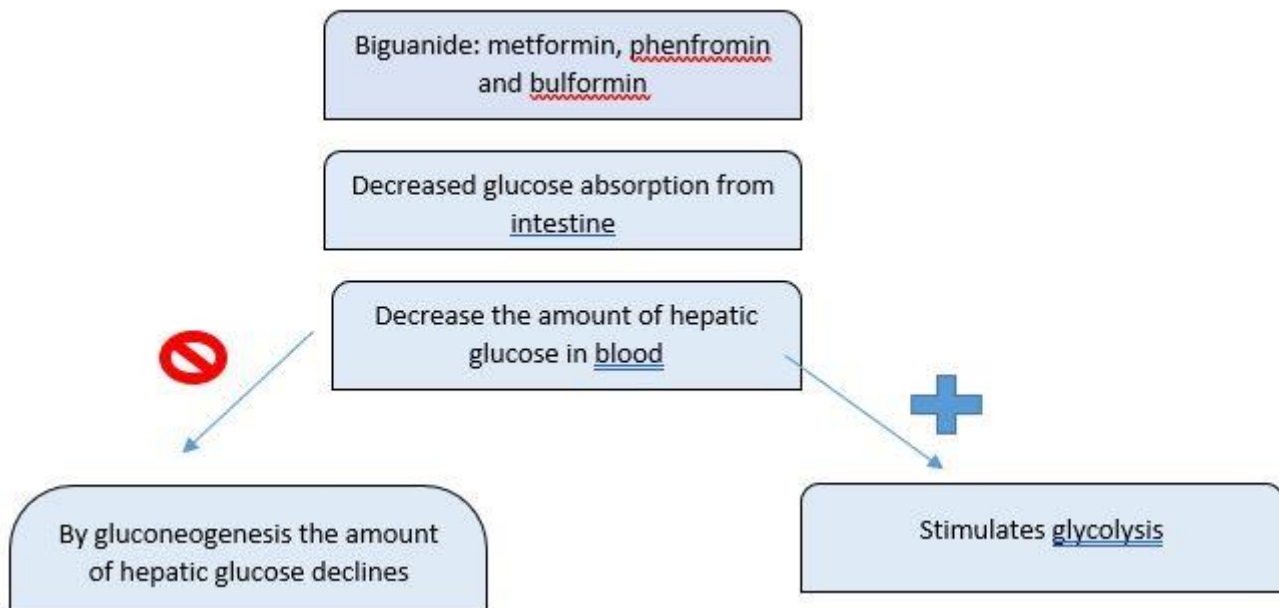 Biguanide: metformin, phenfromin
and bulformin
Decreased glucose absorption from
intestine
Decrease the amount of hepatic
glucose in blood
By gluconeogenesis the amount
of hepatic glucose declines
Stimulates glycolysis